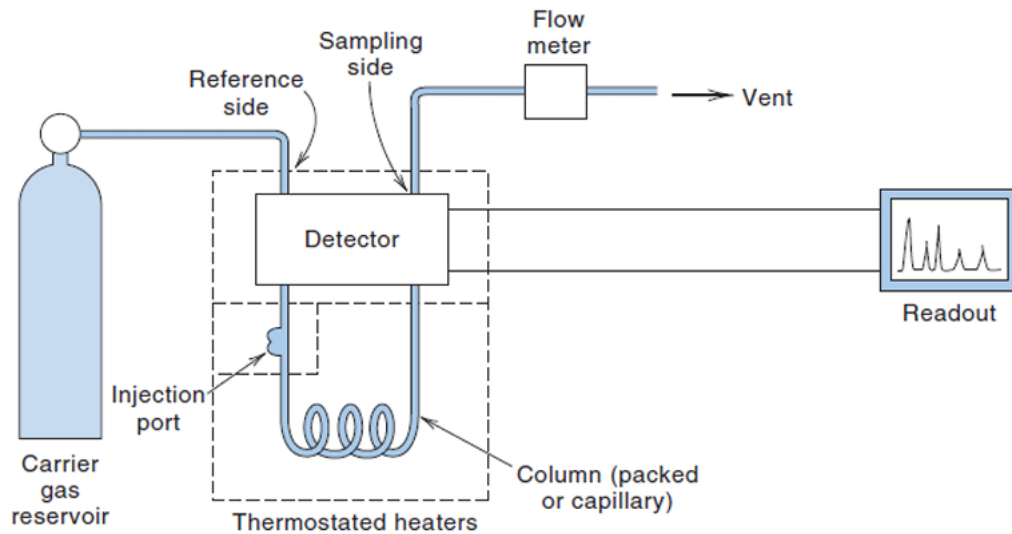 Flow
meter
Sampling
side
Reference
side
Vent
Detector
Readout
Injection
port
Carrier
gas
reservoir
Column (packed
or capillary)
Thermostated heaters